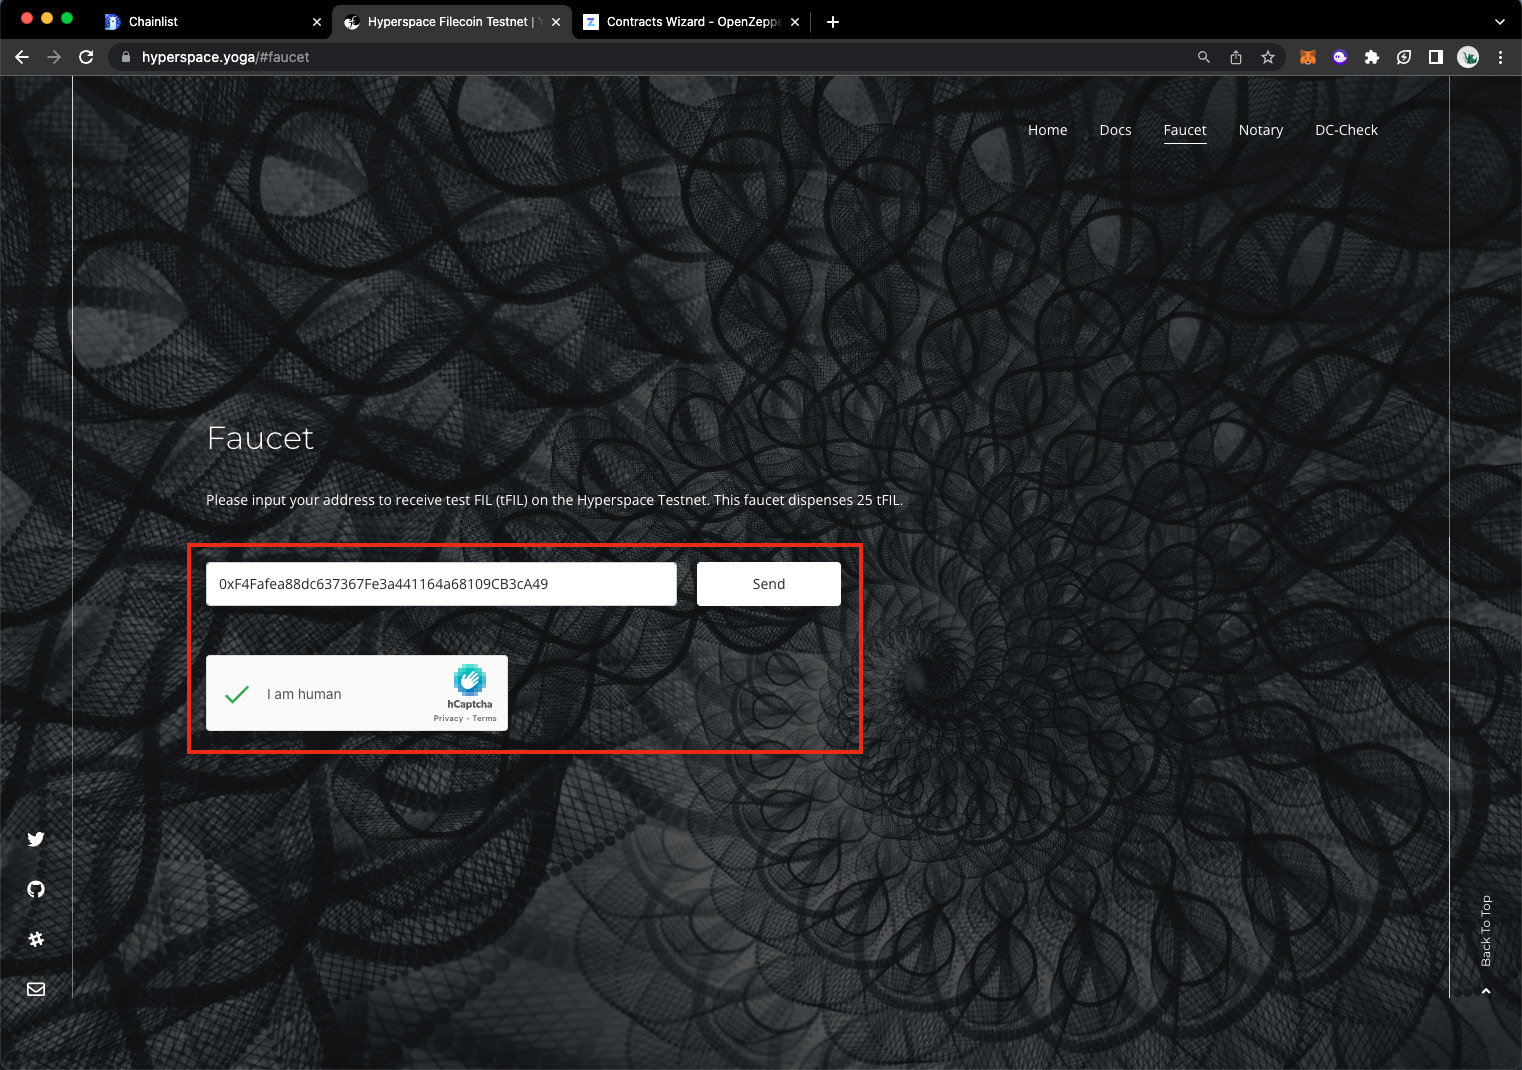 Chainlist
Hyperspace Filecoin Testnet |
Contracts Wizard - OpenZeppe
hyperspace.yoga/#faucet
Home Docs Faucet Notary DC-Check
Faucet
Please input your address to receive test FIL (tFIL) on the Hyperspace Testnet. This faucet dispenses 25 tFIL.
0xF4Fafea88dc637367Fe3a441164a68109CB3cA49 Send
I am human
hCaptcha
Privacy - Terms
Back To Top